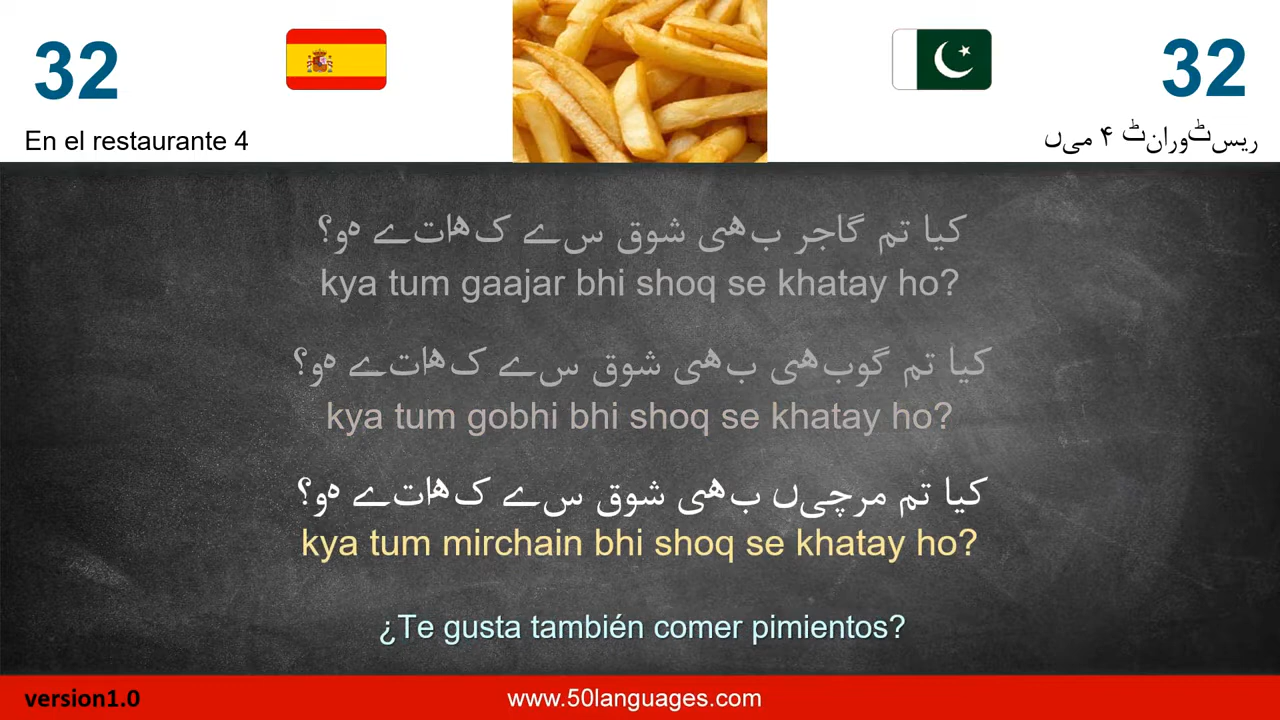 32
32
En el restaurante 4
ریسٹورانٹ ۴ میں
کیا تم گاجر بھی شوق سے کھاتے ہو؟
kya tum gaajar bhi shoq se khatay ho?
کیا تم گوبھی بھی شوق سے کھاتے ہو؟
kya tum gobhi bhi shoq se khatay ho?
کیا تم مرچیں بھی شوق سے کھاتے ہو؟
kya tum mirchain bhi shoq se khatay ho?
¿Te gusta también comer pimientos?
version1.0
www.50languages.com